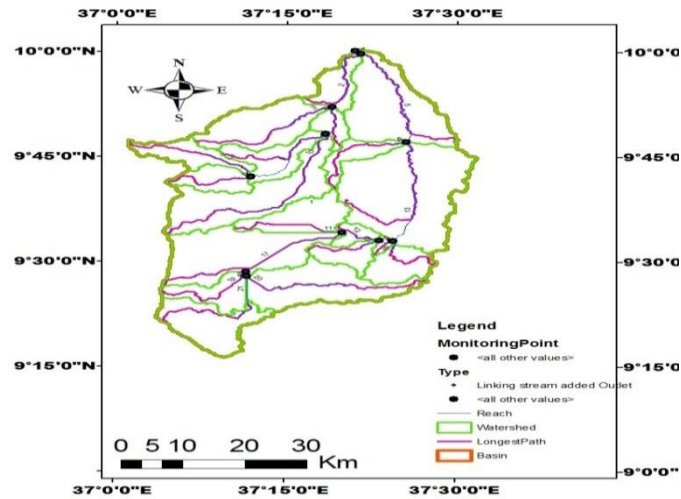 37°0'0"E 37°15'0"E 37°30'0"E
10°0'0"N 10°0'0"N
N
W E
S
9°45'0"N 9°45'0"N
9°30'0"N 9°30'0"N
9°15'0"N 9°15'0"N
9°0'0"N
Legend
MonitoringPoint
<all other values>
Type
Linking stream added Outlet
<all other values>
Reach
Watershed
LongestPath
Basin
0 5 10 20 30
Km
37°0'0"E 37°15'0"E 37°30'0"E